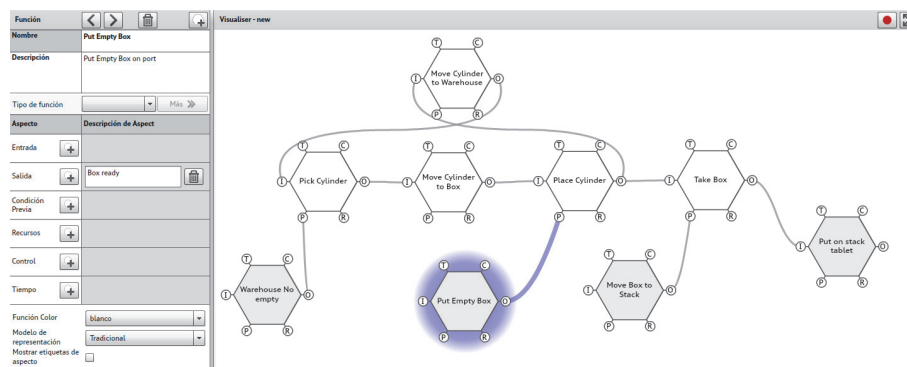 Función
Visualiser - new
Nombre
Put Empty Box
Descripción
Put Empty Box on port
Tipo de función
Más
Aspecto
Descripción de Aspect
Entrada
Salida
Box ready
Condición
Previa
Recursos
Control
Tiempo
Función Color
blanco
Modelo de
representación
Tradicional
Mostrar etiquetas de
aspecto
T
C
I
Move Cylinder
to Warehouse
O
P
R
T
C
I
Pick Cylinder
O
P
R
T
C
I
Move Cylinder
to Box
O
P
R
T
C
I
Place Cylinder
O
P
R
T
C
I
Take Box
O
P
R
T
C
I
Put on stack
tablet
O
P
R
T
C
I
Warehouse No
empty
O
P
R
T
C
I
Put Empty Box
O
P
R
T
C
I
Move Box to
Stack
O
P
R